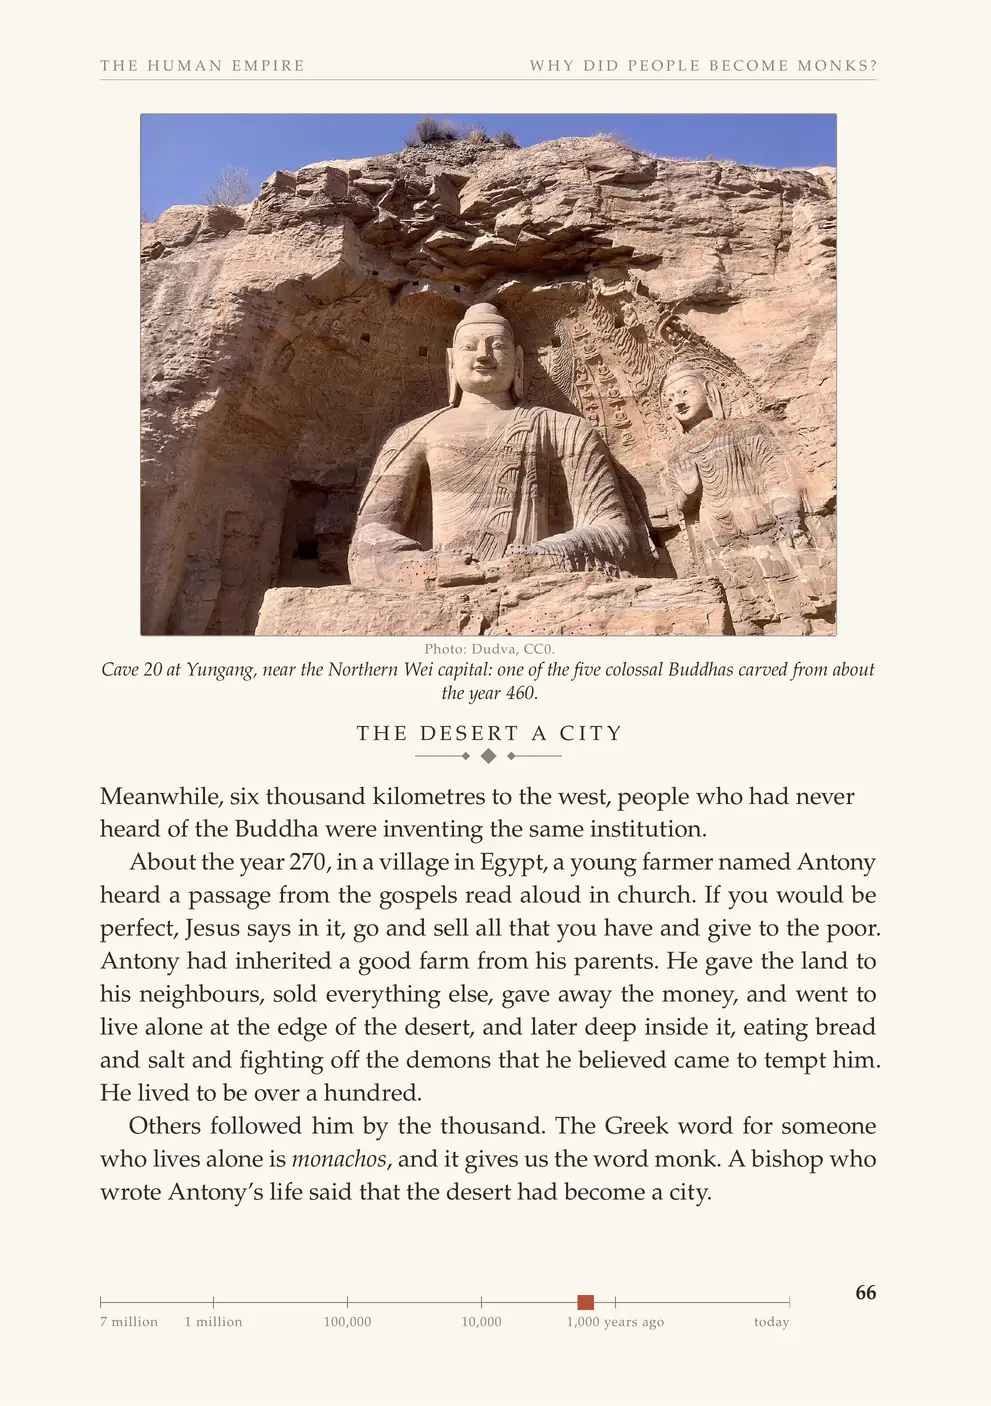 THE HUMAN EMPIRE
WHY DID PEOPLE BECOME MONKS?
Photo: Dudva, CC0.
Cave 20 at Yungang, near the Northern Wei capital: one of the five colossal Buddhas carved from about
the year 460.
THE DESERT A CITY
Meanwhile, six thousand kilometres to the west, people who had never
heard of the Buddha were inventing the same institution.
About the year 270, in a village in Egypt, a young farmer named Antony
heard a passage from the gospels read aloud in church. If you would be
perfect, Jesus says in it, go and sell all that you have and give to the poor.
Antony had inherited a good farm from his parents. He gave the land to
his neighbours, sold everything else, gave away the money, and went to
live alone at the edge of the desert, and later deep inside it, eating bread
and salt and fighting off the demons that he believed came to tempt him.
He lived to be over a hundred.
Others followed him by the thousand. The Greek word for someone
who lives alone is monachos, and it gives us the word monk. A bishop who
wrote Antony’s life said that the desert had become a city.
66
7 million 1 million 100,000 10,000 1,000 years ago today